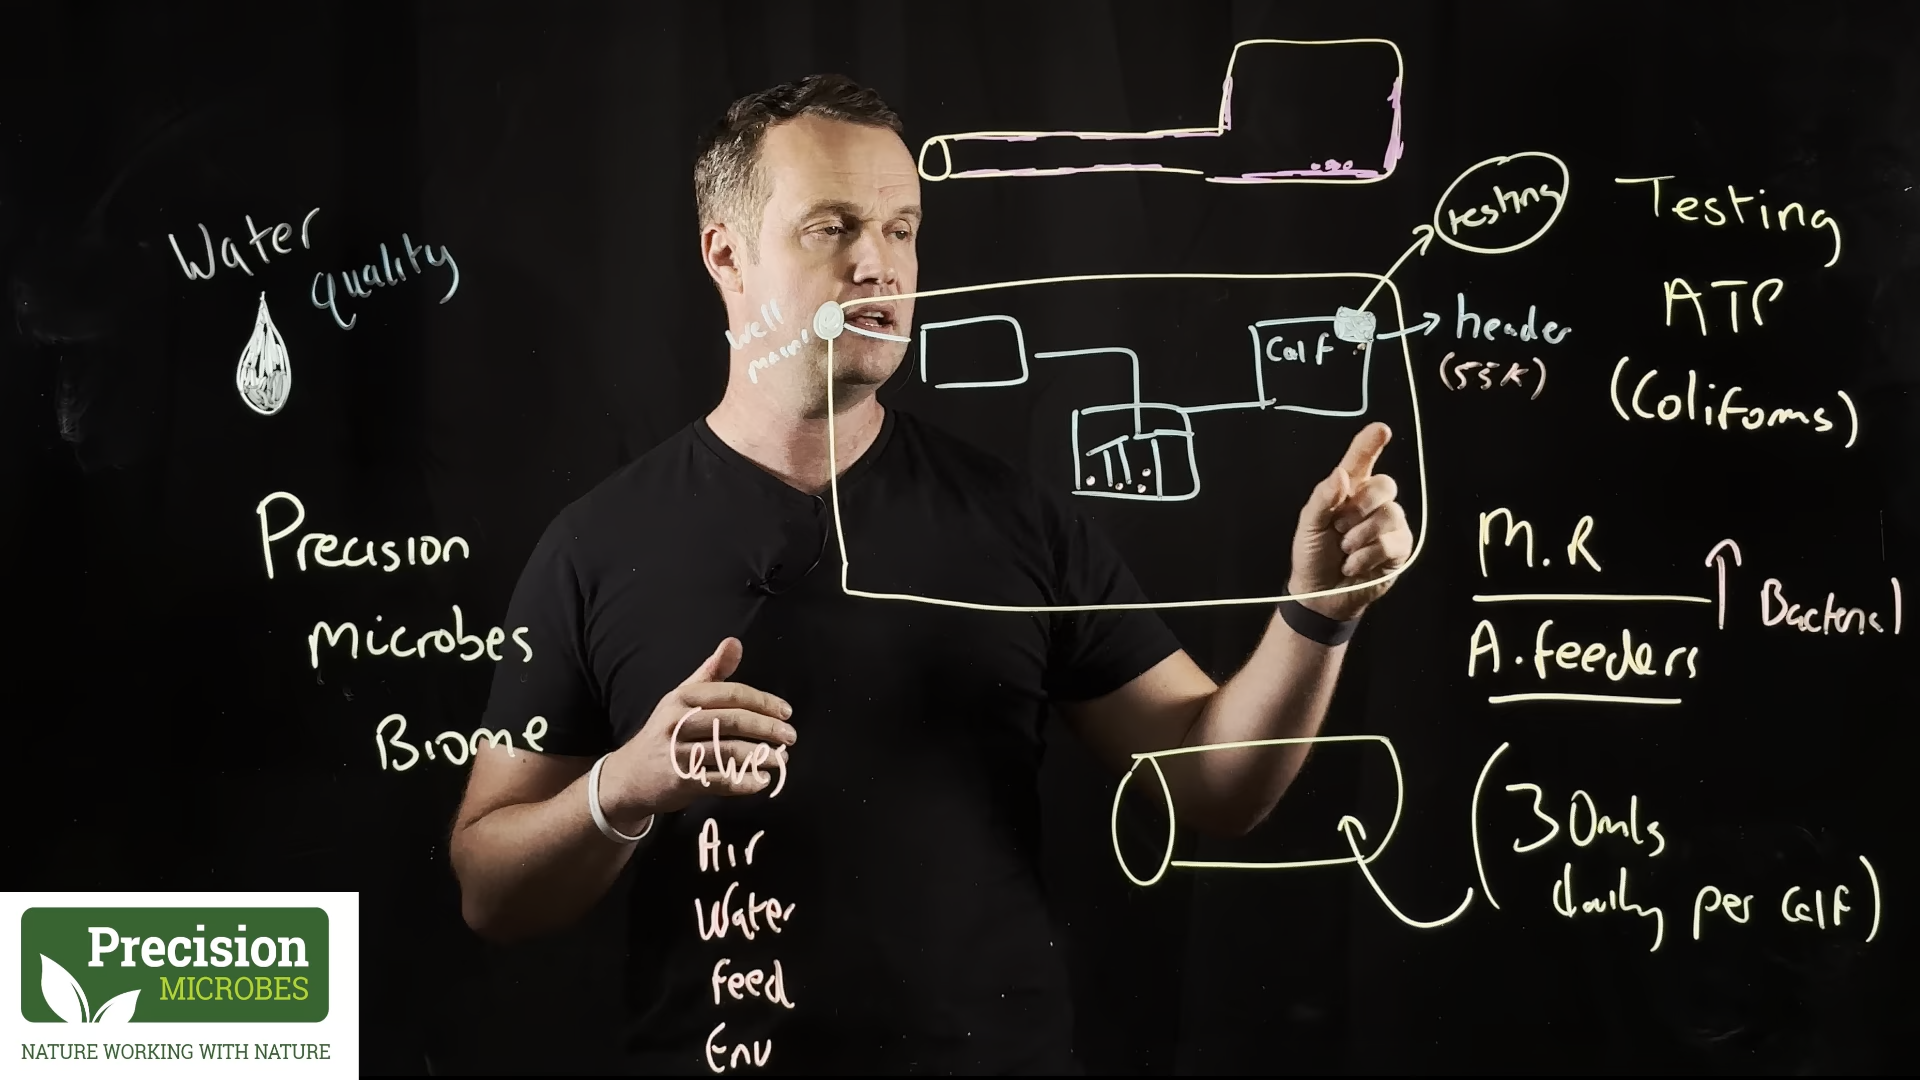 Water
quality
Precision
Microbes
Biome
well
Calf
testing
header
(55K)
Testing
ATP
(Coliforms)
M.R
A.feeders
Bacterial
(30mls
daily per Calf)
Calves
Air
Water
Feed
Env
Precision
MICROBES
NATURE WORKING WITH NATURE